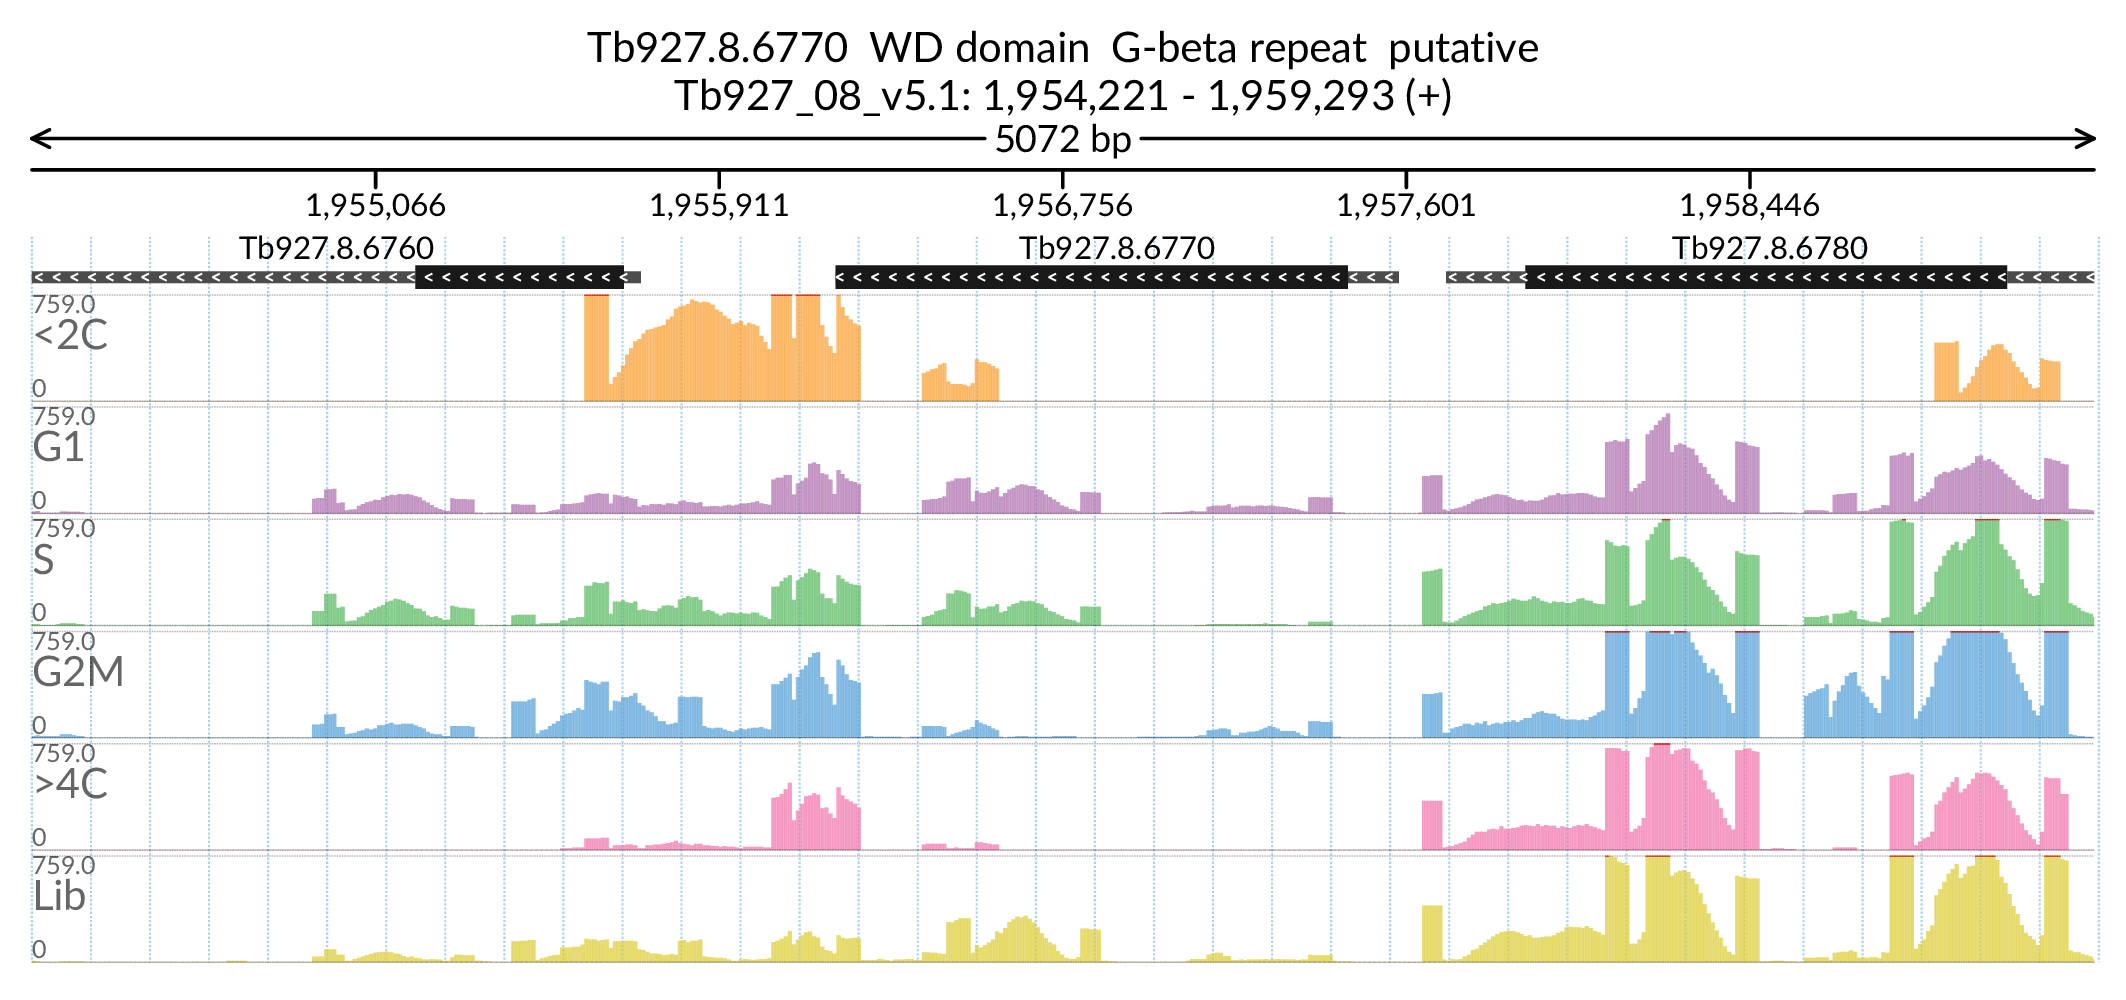 Tb927.8.6770 WD domain G-beta repeat putative
Tb927_08_v5.1: 1,954,221 - 1,959,293 (+)
5072 bp
1,955,066 1,955,911 1,956,756 1,957,601 1,958,446
Tb927.8.6760 Tb927.8.6770 Tb927.8.6780
759.0
<2C
0
759.0
G1
0
759.0
S
0
759.0
G2M
0
759.0
>4C
0
759.0
Lib
0